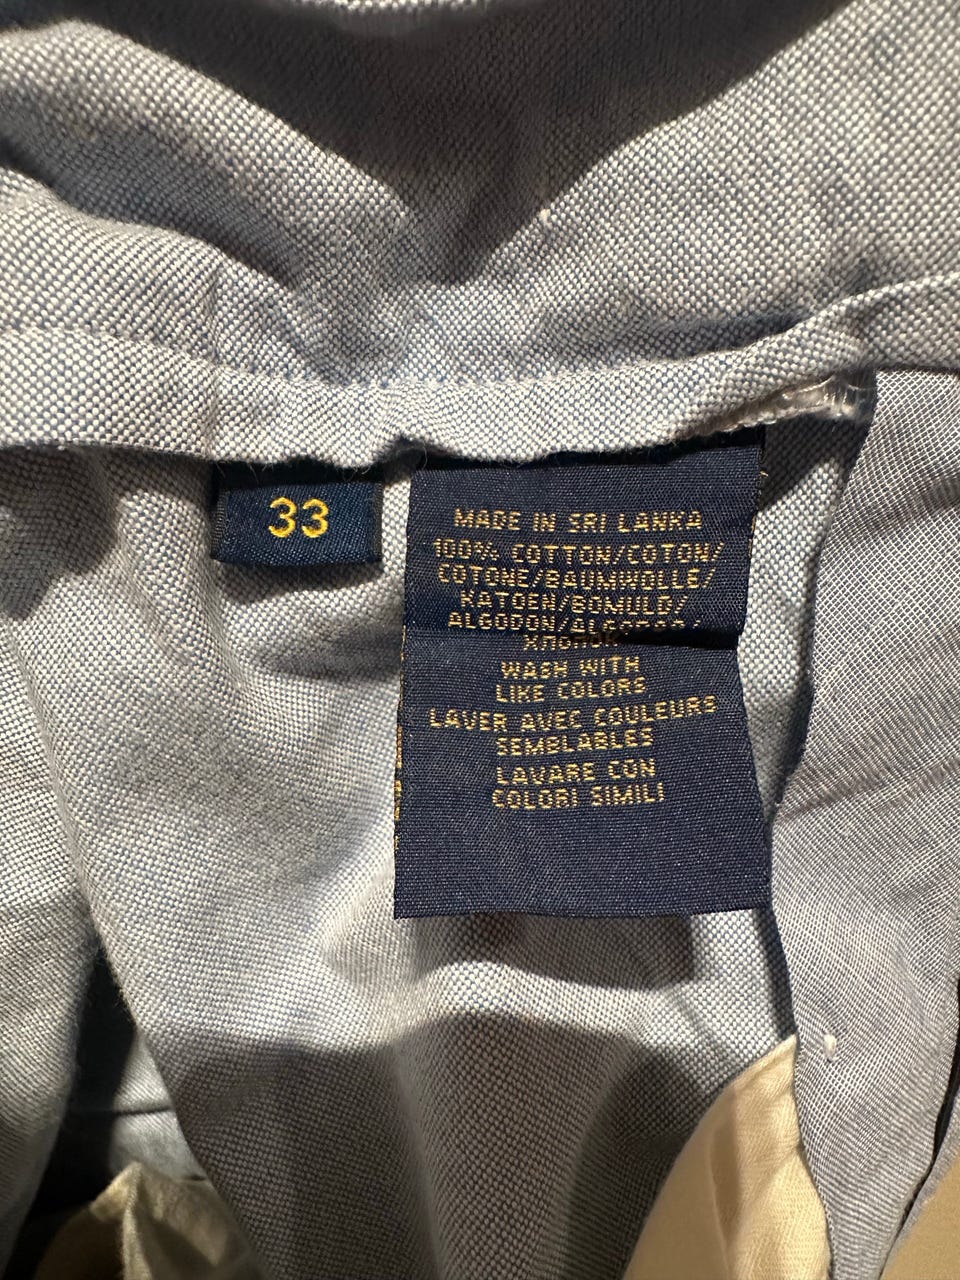 33
MADE IN SRI LANKA
100% COTTON/COTON/
COTONE/BAUMWOLLE/
KATOEN/BOMULD/
ALGODON/
WASH WITH
LIKE COLORS
LAVER AVEC COULEURS
SEMBLABLES
LAVARE CON
COLORI SIMILI